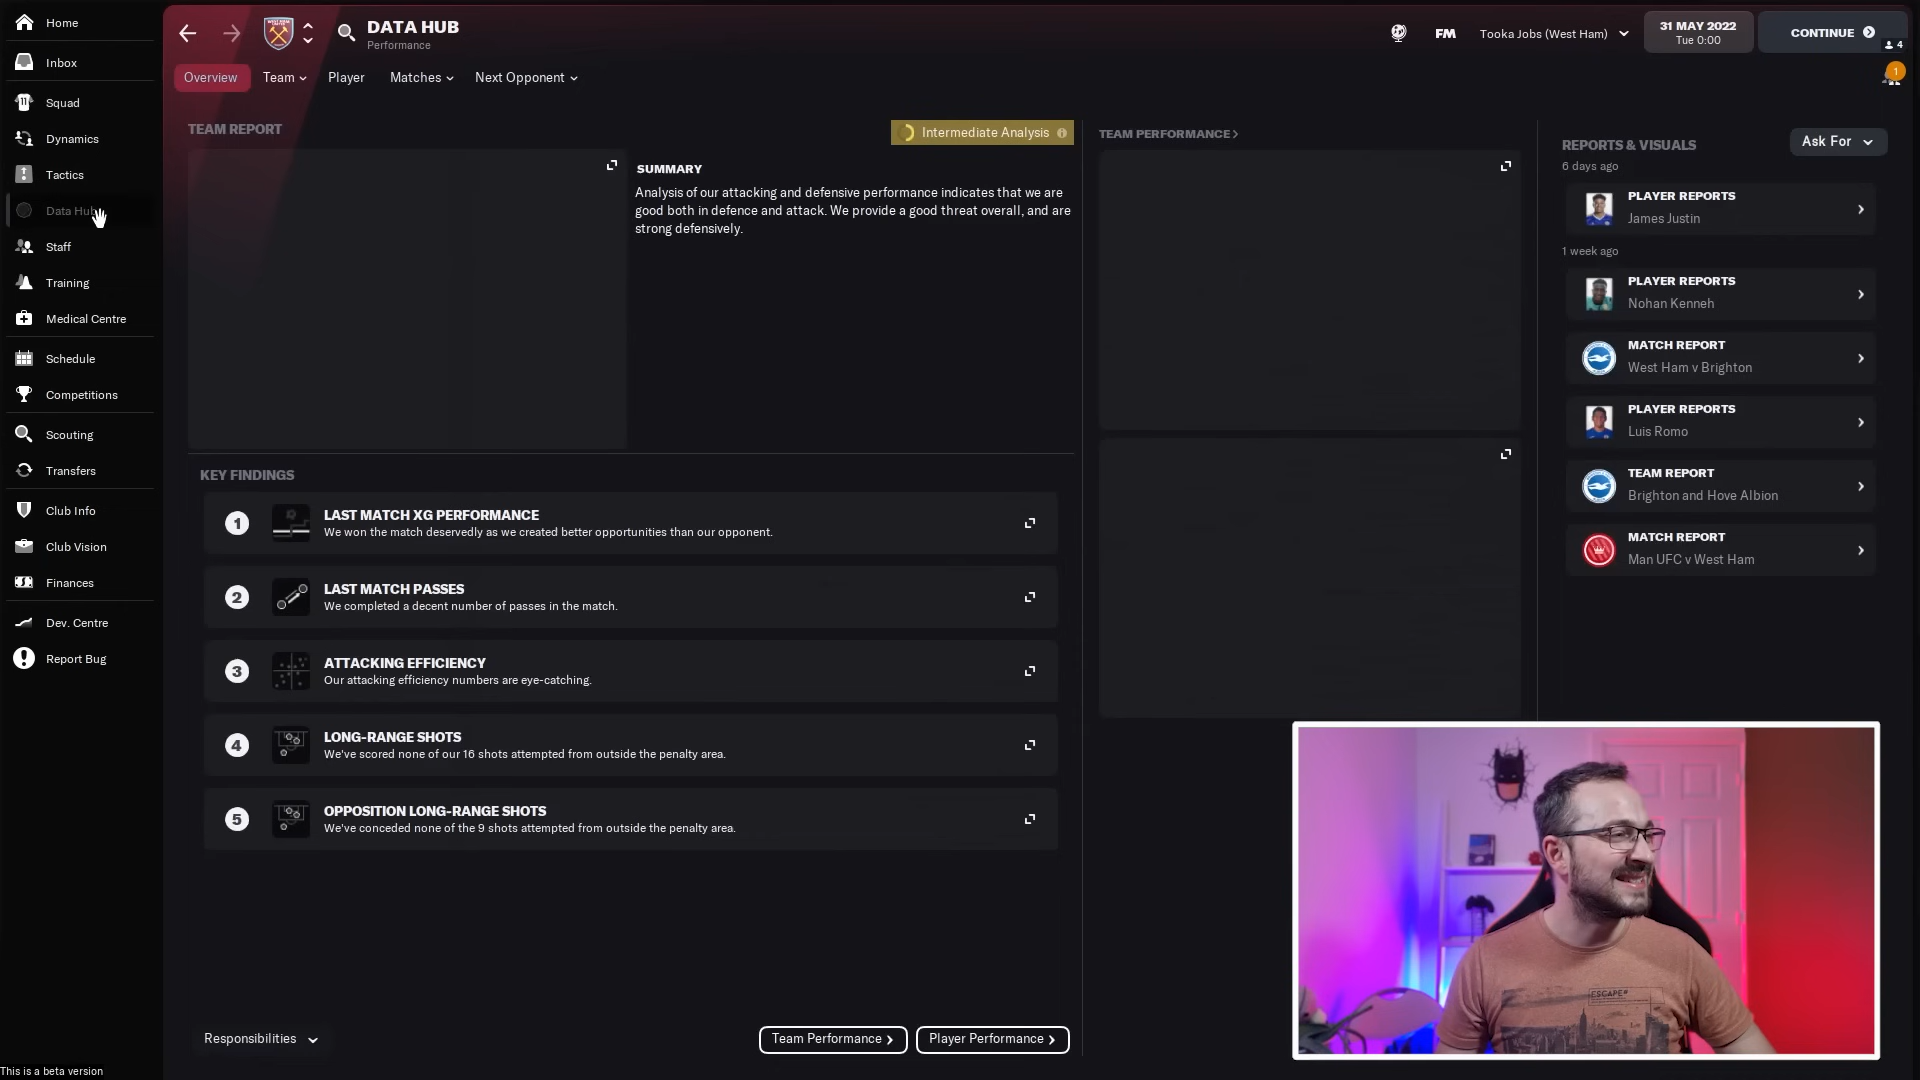 Home
Inbox
Squad
Dynamics
Tactics
Data Hub
Staff
Training
Medical Centre
Schedule
Competitions
Scouting
Transfers
Club Info
Club Vision
Finances
Dev. Centre
Report Bug
This is a beta version
DATA HUB
Performance
FM
Tooka Jobs (West Ham)
31 MAY 2022
Tue 0:00
CONTINUE
4
1
Overview
Team
Player
Matches
Next Opponent
TEAM REPORT
Intermediate Analysis
SUMMARY
Analysis of our attacking and defensive performance indicates that we are
good both in defence and attack. We provide a good threat overall, and are
strong defensively.
KEY FINDINGS
1
LAST MATCH XG PERFORMANCE
We won the match deservedly as we created better opportunities than our opponent.
2
LAST MATCH PASSES
We completed a decent number of passes in the match.
3
ATTACKING EFFICIENCY
Our attacking efficiency numbers are eye-catching.
4
LONG-RANGE SHOTS
We've scored none of our 16 shots attempted from outside the penalty area.
5
OPPOSITION LONG-RANGE SHOTS
We've conceded none of the 9 shots attempted from outside the penalty area.
Responsibilities
Team Performance
Player Performance
TEAM PERFORMANCE
REPORTS & VISUALS
Ask For
6 days ago
PLAYER REPORTS
James Justin
1 week ago
PLAYER REPORTS
Nohan Kenneh
MATCH REPORT
West Ham v Brighton
PLAYER REPORTS
Luis Romo
TEAM REPORT
Brighton and Hove Albion
MATCH REPORT
Man UFC v West Ham
ESCAPE